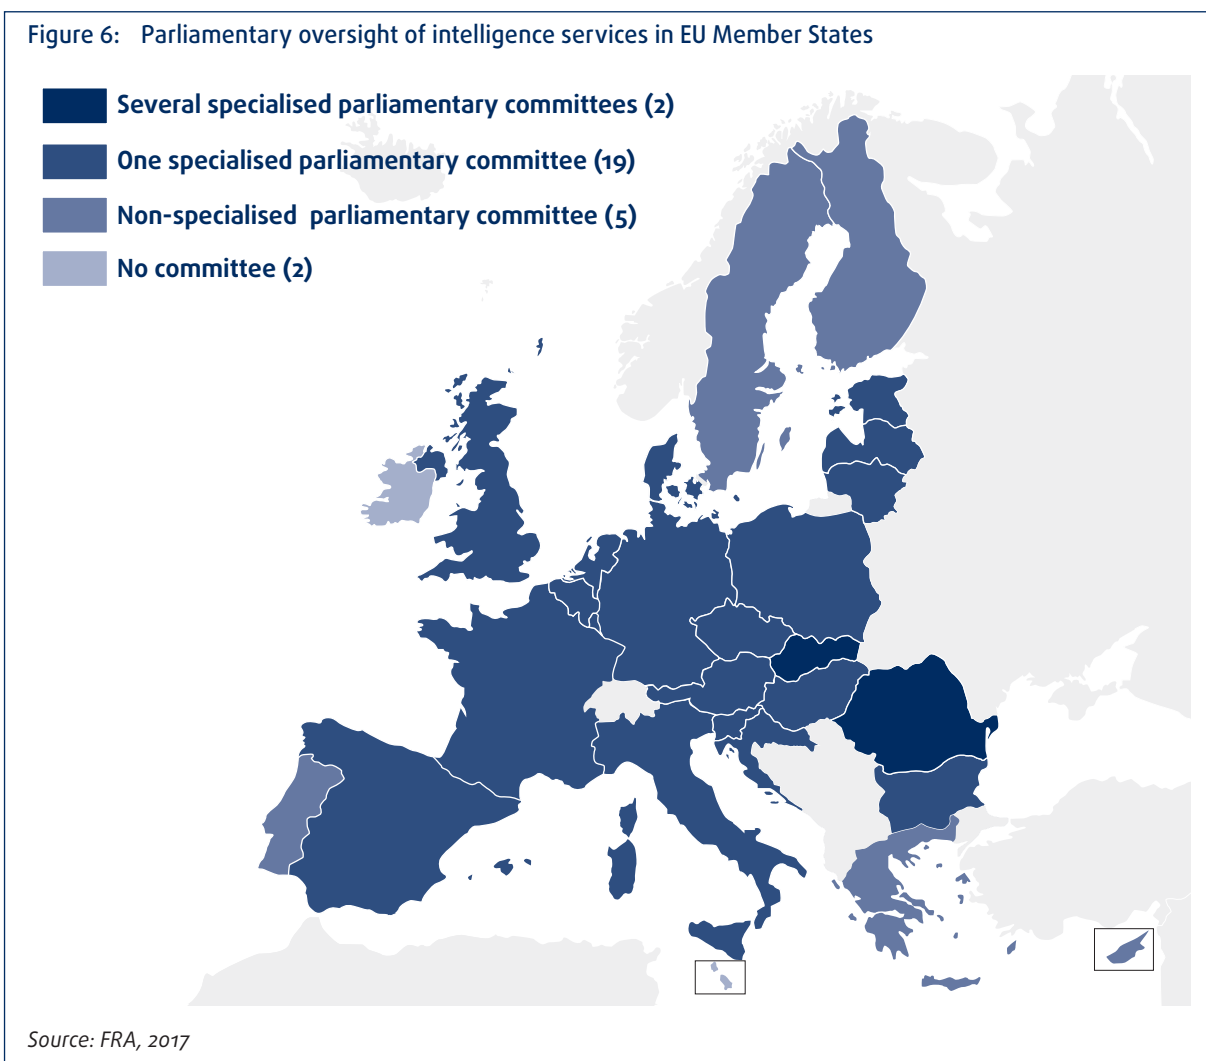 Figure 6: Parliamentary oversight of intelligence services in EU Member States
Several specialised parliamentary committees (2)
One specialised parliamentary committee (19)
Non-specialised parliamentary committee (5)
No committee (2)
Source: FRA, 2017